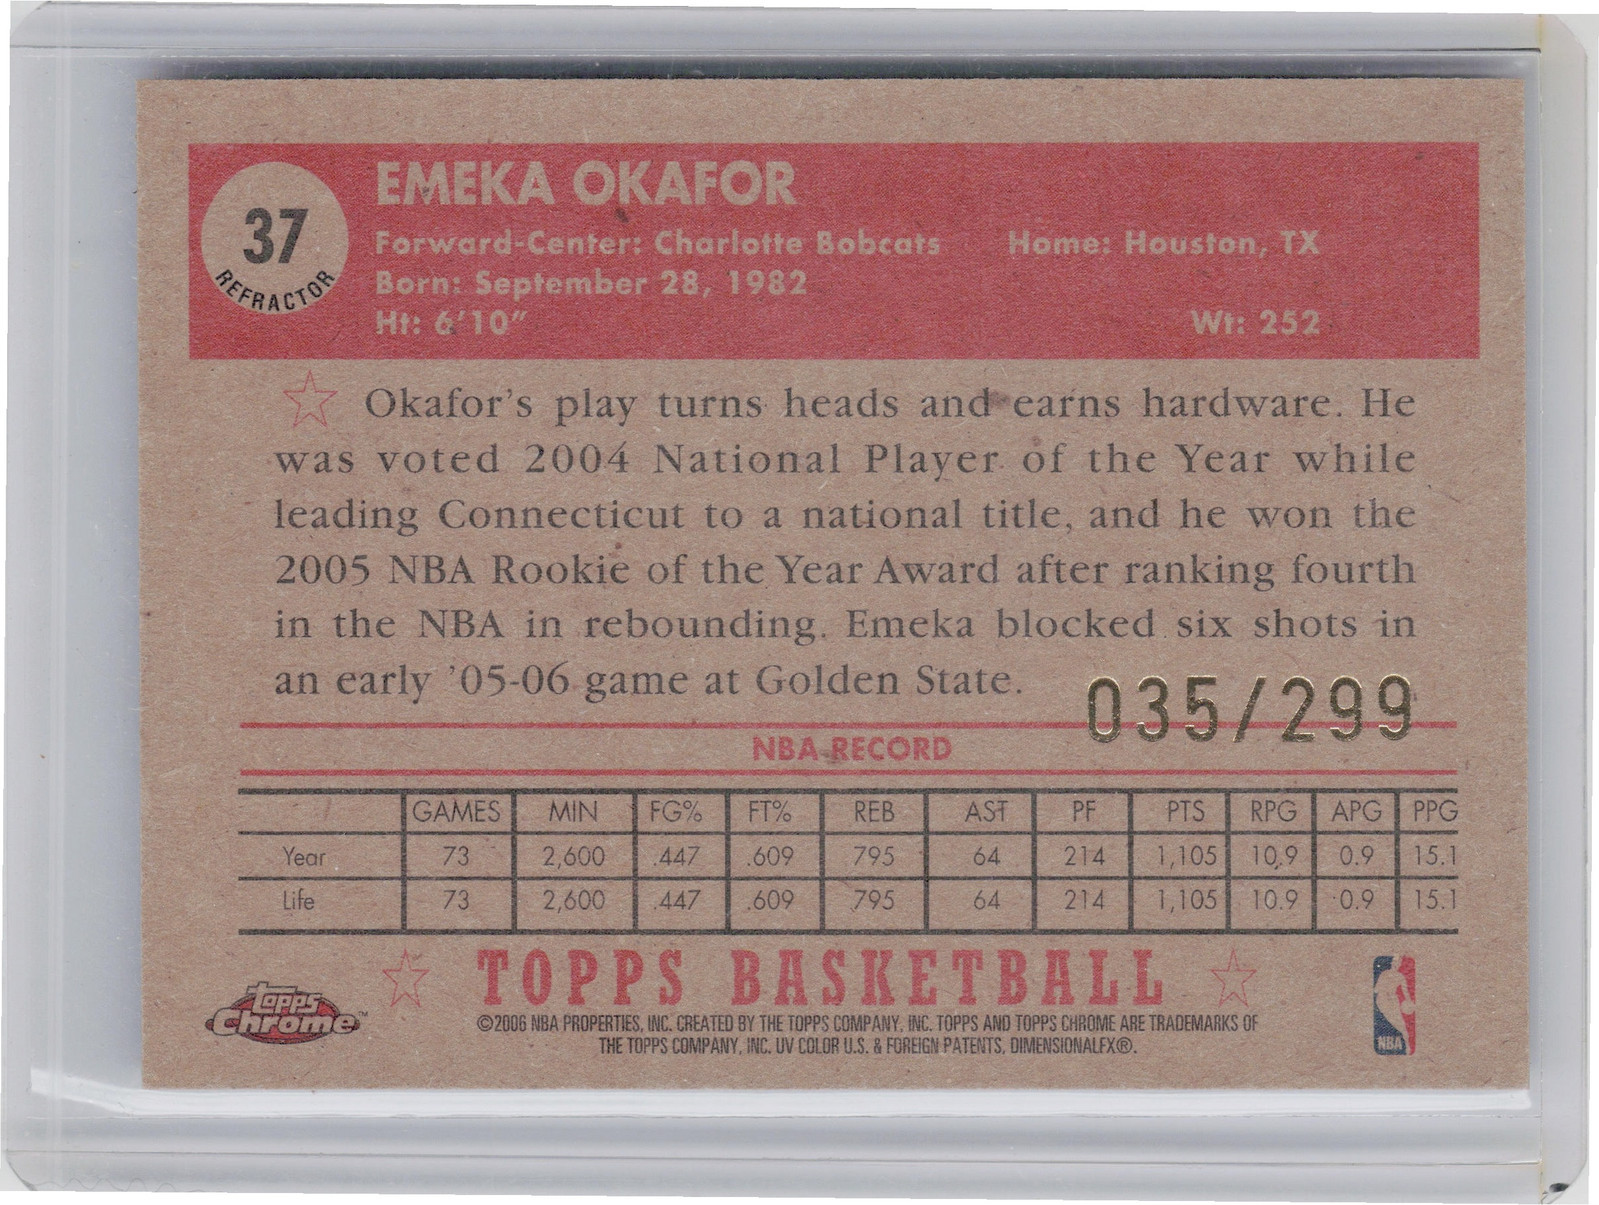 37
REFRACTOR
EMEKA OKAFOR
Forward-Center: Charlotte Bobcats Home: Houston, TX
Born: September 28, 1982
Ht: 6'10" Wt: 252
Okafor's play turns heads and earns hardware. He
was voted 2004 National Player of the Year while
leading Connecticut to a national title, and he won the
2005 NBA Rookie of the Year Award after ranking fourth
in the NBA in rebounding. Emeka blocked six shots in
an early '05-06 game at Golden State.
035/299
NBA RECORD
GAMES MIN FG% FT% REB AST PF PTS RPG APG PPG
Year 73 2,600 .447 .609 795 64 214 1,105 10.9 0.9 15.1
Life 73 2,600 .447 .609 795 64 214 1,105 10.9 0.9 15.1
TOPPS BASKETBALL
Topps Chrome™
©2006 NBA PROPERTIES, INC. CREATED BY THE TOPPS COMPANY, INC. TOPPS AND TOPPS CHROME ARE TRADEMARKS OF
THE TOPPS COMPANY, INC. UV COLOR U.S. & FOREIGN PATENTS, DIMENSIONALFX®.
NBA